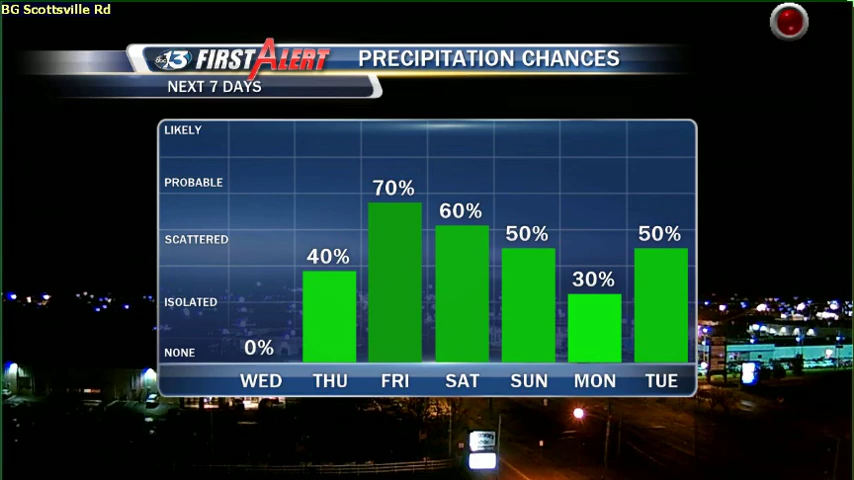 BG Scottsville Rd
abc 13 FIRST ALERT PRECIPITATION CHANCES
NEXT 7 DAYS
LIKELY
PROBABLE
SCATTERED
ISOLATED
NONE
0% 40% 70% 60% 50% 30% 50%
WED THU FRI SAT SUN MON TUE